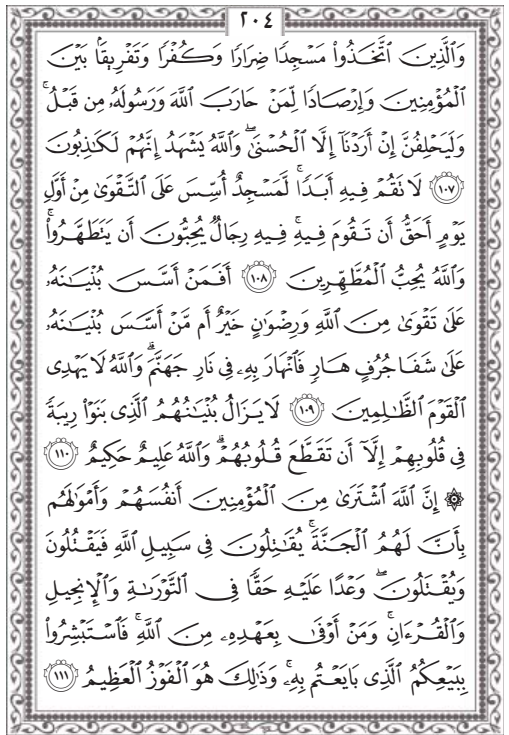 ٢٠٤
وَٱلَّذِينَ ٱتَّخَذُوا۟ مَسْجِدًا ضِرَارًا وَكُفْرًا وَتَفْرِيقًۢا بَيْنَ
ٱلْمُؤْمِنِينَ وَإِرْصَادًا لِّمَنْ حَارَبَ ٱللَّهَ وَرَسُولَهُۥ مِن قَبْلُ ۚ
وَلَيَحْلِفُنَّ إِنْ أَرَدْنَآ إِلَّا ٱلْحُسْنَىٰ ۖ وَٱللَّهُ يَشْهَدُ إِنَّهُمْ لَكَـٰذِبُونَ
﴿١٠٧﴾ لَا تَقُمْ فِيهِ أَبَدًا ۚ لَّمَسْجِدٌ أُسِّسَ عَلَى ٱلتَّقْوَىٰ مِنْ أَوَّلِ
يَوْمٍ أَحَقُّ أَن تَقُومَ فِيهِ ۚ فِيهِ رِجَالٌ يُحِبُّونَ أَن يَتَطَهَّرُوا۟ ۚ
وَٱللَّهُ يُحِبُّ ٱلْمُطَّهِّرِينَ ﴿١٠٨﴾ أَفَمَنْ أَسَّسَ بُنْيَـٰنَهُۥ
عَلَىٰ تَقْوَىٰ مِنَ ٱللَّهِ وَرِضْوَٰنٍ خَيْرٌ أَم مَّنْ أَسَّسَ بُنْيَـٰنَهُۥ
عَلَىٰ شَفَا جُرُفٍ هَارٍ فَٱنْهَارَ بِهِۦ فِى نَارِ جَهَنَّمَ ۗ وَٱللَّهُ لَا يَهْدِى
ٱلْقَوْمَ ٱلظَّـٰلِمِينَ ﴿١٠٩﴾ لَا يَزَالُ بُنْيَـٰنُهُمُ ٱلَّذِى بَنَوْا۟ رِيبَةً
فِى قُلُوبِهِمْ إِلَّآ أَن تَقَطَّعَ قُلُوبُهُمْ ۗ وَٱللَّهُ عَلِيمٌ حَكِيمٌ ﴿١١٠﴾
۞ إِنَّ ٱللَّهَ ٱشْتَرَىٰ مِنَ ٱلْمُؤْمِنِينَ أَنفُسَهُمْ وَأَمْوَٰلَهُم
بِأَنَّ لَهُمُ ٱلْجَنَّةَ ۚ يُقَـٰتِلُونَ فِى سَبِيلِ ٱللَّهِ فَيَقْتُلُونَ
وَيُقْتَلُونَ ۖ وَعْدًا عَلَيْهِ حَقًّا فِى ٱلتَّوْرَىٰةِ وَٱلْإِنجِيلِ
وَٱلْقُرْءَانِ ۚ وَمَنْ أَوْفَىٰ بِعَهْدِهِۦ مِنَ ٱللَّهِ ۚ فَٱسْتَبْشِرُوا۟
بِبَيْعِكُمُ ٱلَّذِى بَايَعْتُم بِهِۦ ۚ وَذَٰلِكَ هُوَ ٱلْفَوْزُ ٱلْعَظِيمُ ﴿١١١﴾